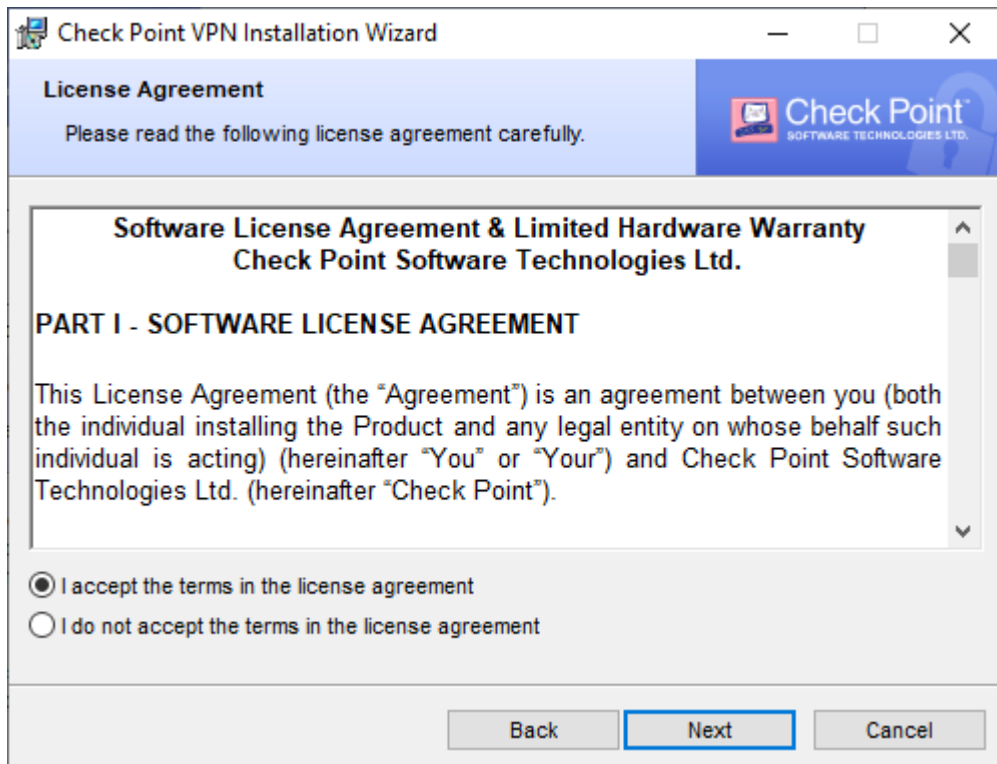 Check Point VPN Installation Wizard
License Agreement
Please read the following license agreement carefully.
Check Point™
SOFTWARE TECHNOLOGIES LTD.
Software License Agreement & Limited Hardware Warranty
Check Point Software Technologies Ltd.
PART I - SOFTWARE LICENSE AGREEMENT
This License Agreement (the “Agreement”) is an agreement between you (both
the individual installing the Product and any legal entity on whose behalf such
individual is acting) (hereinafter “You” or “Your”) and Check Point Software
Technologies Ltd. (hereinafter “Check Point”).
I accept the terms in the license agreement
I do not accept the terms in the license agreement
Back
Next
Cancel